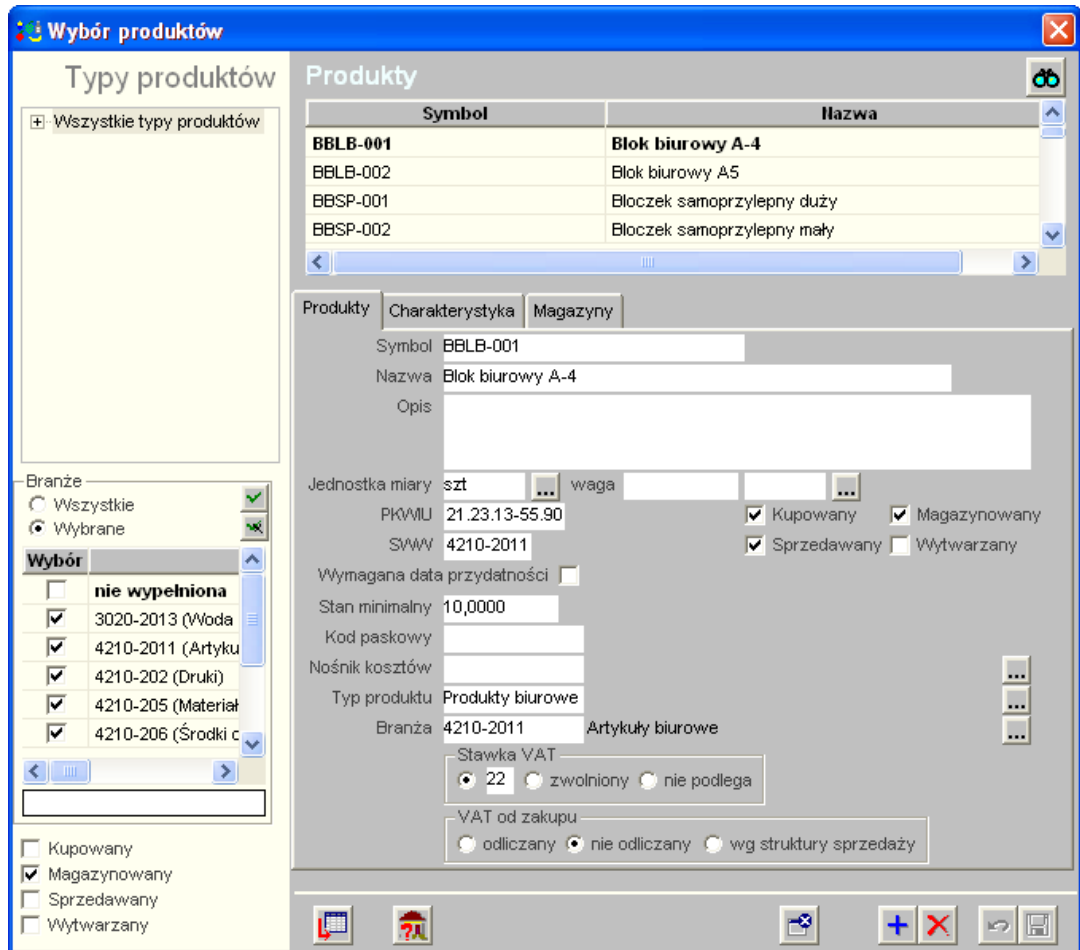 Wybór produktów
Typy produktów
Wszystkie typy produktów
Branże
Wszystkie
Wybrane
Wybór
nie wypełniona
3020-2013 (Woda
4210-2011 (Artyku
4210-202 (Druki)
4210-205 (Materiał
4210-206 (Środki c
Kupowany
Magazynowany
Sprzedawany
Wytwarzany
Produkty
Symbol Nazwa
BBLB-001 Blok biurowy A-4
BBLB-002 Blok biurowy A5
BBSP-001 Bloczek samoprzylepny duży
BBSP-002 Bloczek samoprzylepny mały
Produkty Charakterystyka Magazyny
Symbol BBLB-001
Nazwa Blok biurowy A-4
Opis
Jednostka miary szt ... waga ...
PKWIU 21.23.13-55.90 Kupowany Magazynowany
SWW 4210-2011 Sprzedawany Wytwarzany
Wymagana data przydatności
Stan minimalny 10,0000
Kod paskowy
Nośnik kosztów ...
Typ produktu Produkty biurowe ...
Branża 4210-2011 Artykuły biurowe ...
Stawka VAT
22 zwolniony nie podlega
VAT od zakupu
odliczany nie odliczany wg struktury sprzedaży